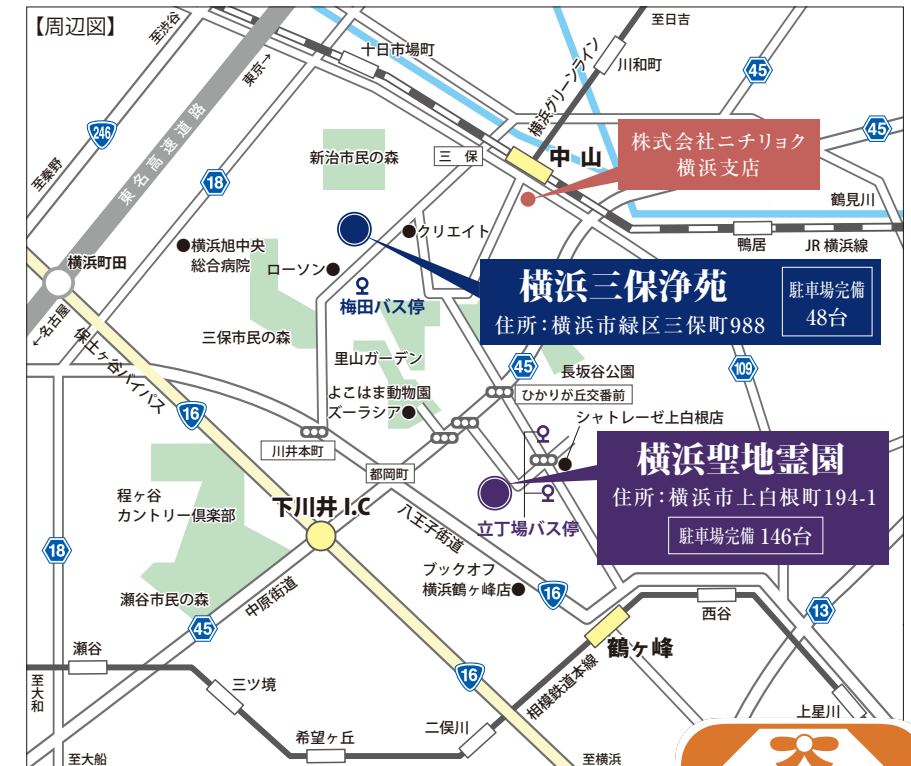 【周辺図】
至渋谷
東京→
十日市場町
至日吉
川和町
45
横浜グリーンライン
246
東名高速道路
至秦野
18
新治市民の森
三 保
中山
株式会社ニチリョク
横浜支店
45
鶴見川
鴨居
JR横浜線
横浜町田
横浜旭中央
総合病院
クリエイト
ローソン
梅田バス停
横浜三保浄苑
住所：横浜市緑区三保町988
駐車場完備
48台
←名古屋
保土ヶ谷バイパス
三保市民の森
里山ガーデン
よこはま動物園
ズーラシア
45
長坂谷公園
109
ひかりが丘交番前
シャトレーゼ上白根店
16
川井本町
都岡町
横浜聖地霊園
住所：横浜市上白根町194-1
駐車場完備 146台
立丁場バス停
程ヶ谷
カントリー倶楽部
下川井I.C
八王子街道
18
瀬谷市民の森
中原街道
45
ブックオフ
横浜鶴ヶ峰店
16
西谷
13
鶴ヶ峰
瀬谷
至大和
三ツ境
16
相模鉄道本線
上星川
希望ヶ丘
二俣川
至大船
至横浜